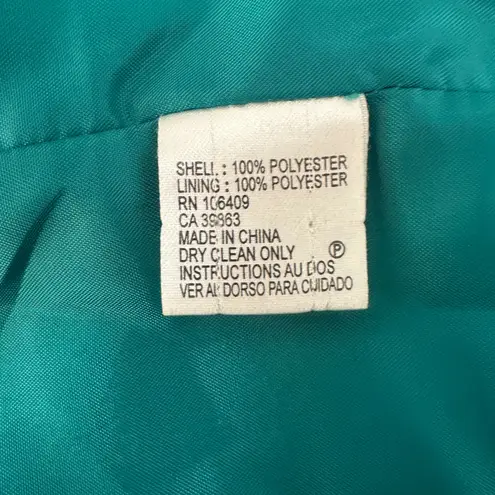 SHELL : 100% POLYESTER
LINING : 100% POLYESTER
RN 106409
CA 39863
MADE IN CHINA
DRY CLEAN ONLY Ⓟ
INSTRUCTIONS AU DOS
VER AL DORSO PARA CUIDADO